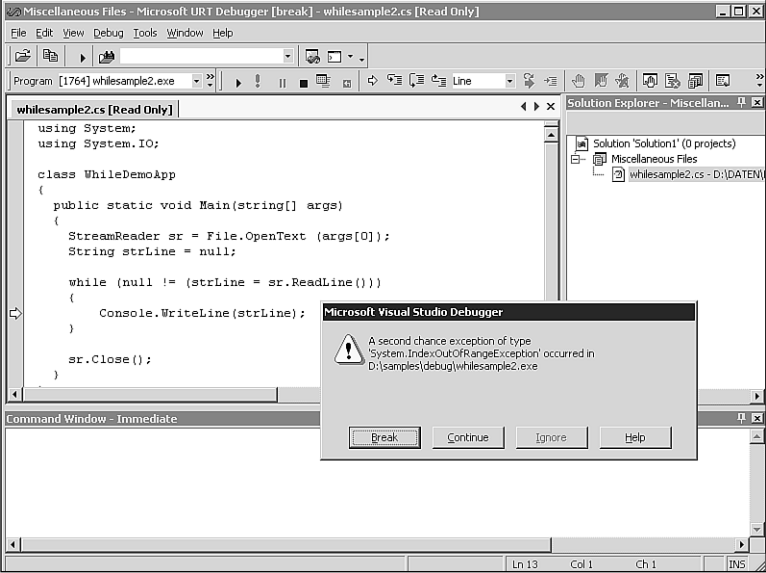 Miscellaneous Files - Microsoft URT Debugger [break] - whilesample2.cs [Read Only]
File Edit View Debug Tools Window Help
Program [1764] whilesample2.exe
Line
whilesample2.cs [Read Only]
using System;
using System.IO;
class WhileDemoApp
{
public static void Main(string[] args)
{
StreamReader sr = File.OpenText (args[0]);
String strLine = null;
while (null != (strLine = sr.ReadLine()))
{
Console.WriteLine(strLine);
}
sr.Close();
}
Solution Explorer - Miscellan...
Solution 'Solution1' (0 projects)
Miscellaneous Files
whilesample2.cs - D:\DATEN\
Microsoft Visual Studio Debugger
A second chance exception of type
'System.IndexOutOfRangeException' occurred in
D:\samples\debug\whilesample2.exe
Break
Continue
Ignore
Help
Command Window - Immediate
Ln 13 Col 1 Ch 1 INS